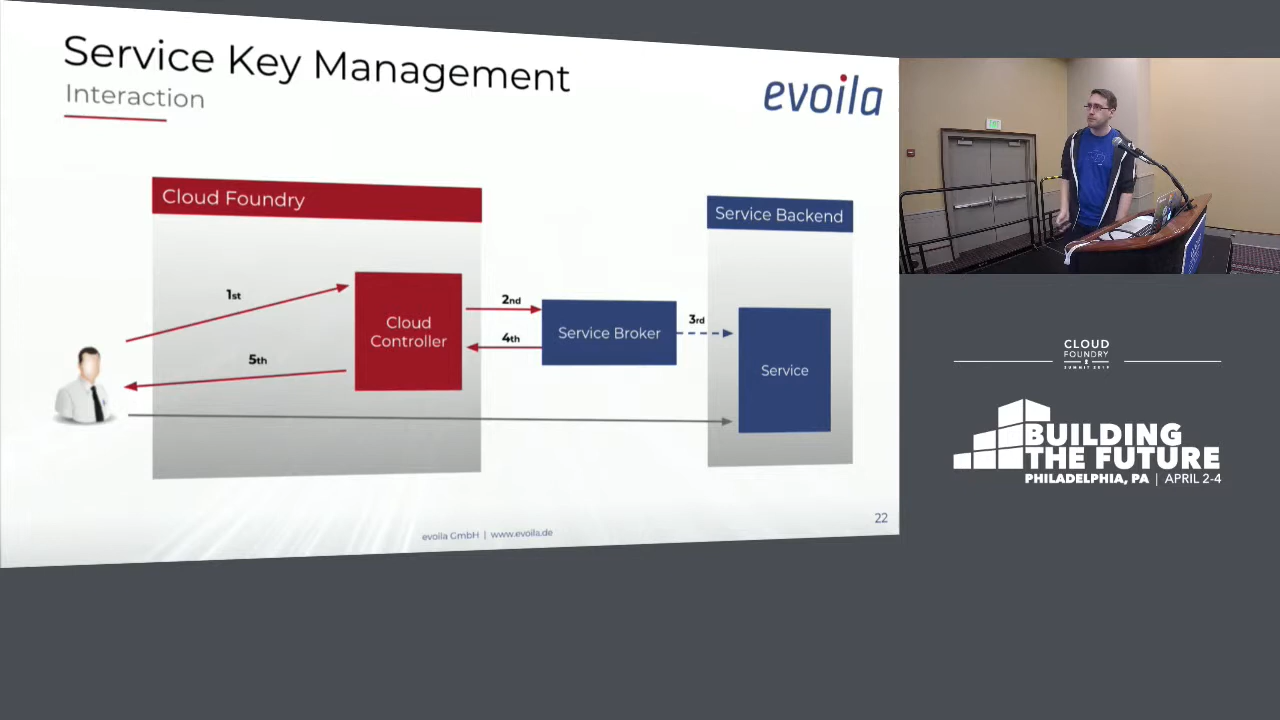 Service Key Management
Interaction
evoila
Cloud Foundry
Service Backend
1st
2nd
3rd
4th
5th
Cloud
Controller
Service Broker
Service
evoila GmbH | www.evoila.de
22
EXIT
CLOUD
FOUNDRY
SUMMIT 2019
BUILDING
THE FUTURE
PHILADELPHIA, PA | APRIL 2-4